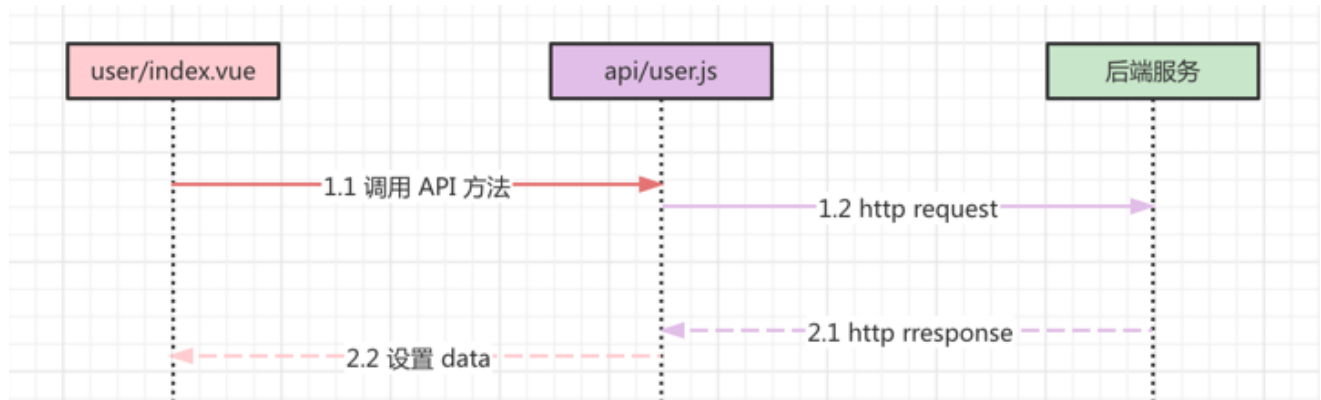 user/index.vue
api/user.js
后端服务
1.1 调用 API 方法
1.2 http request
2.1 http rresponse
2.2 设置 data